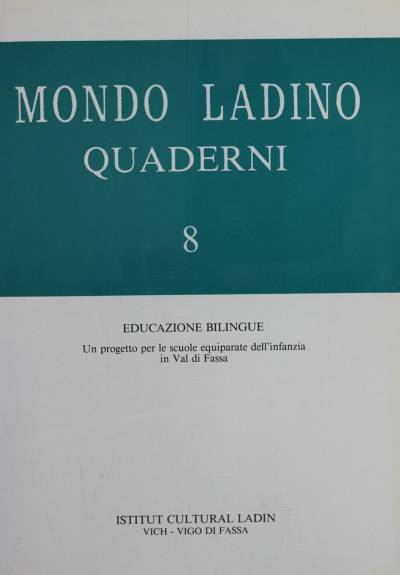 MONDO LADINO
QUADERNI
8
EDUCAZIONE BILINGUE
Un progetto per le scuole equiparate dell'infanzia
in Val di Fassa
ISTITUT CULTURAL LADIN
VICH - VIGO DI FASSA